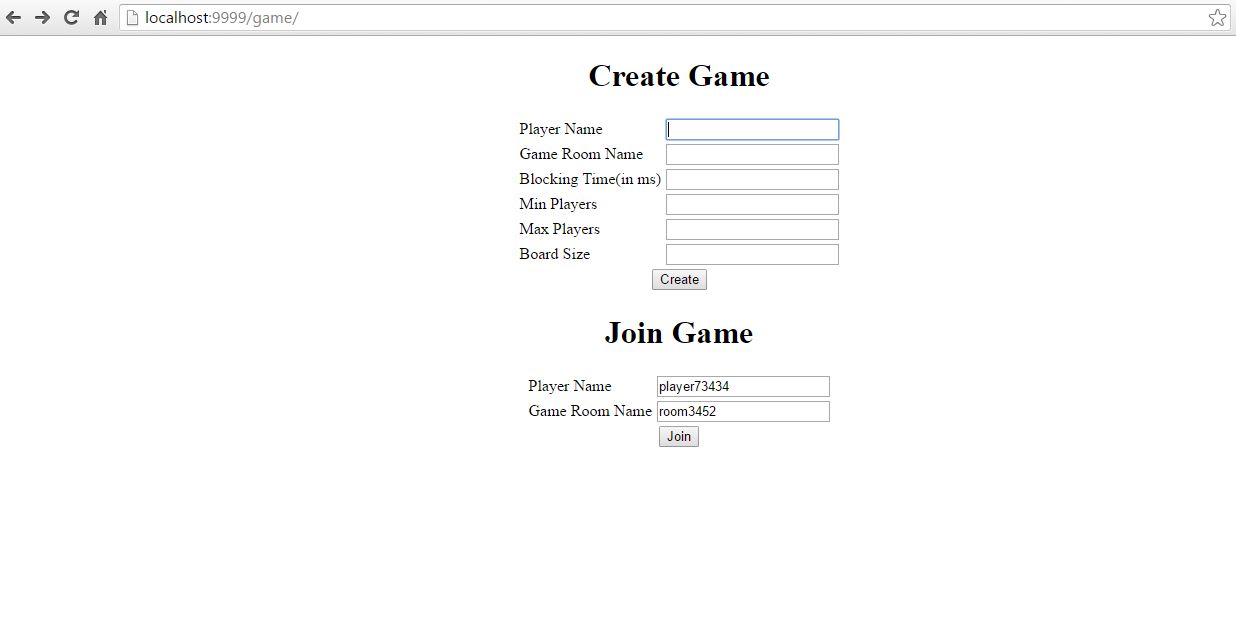 localhost:9999/game/
Create Game
Player Name
Game Room Name
Blocking Time(in ms)
Min Players
Max Players
Board Size
Create
Join Game
Player Name player73434
Game Room Name room3452
Join